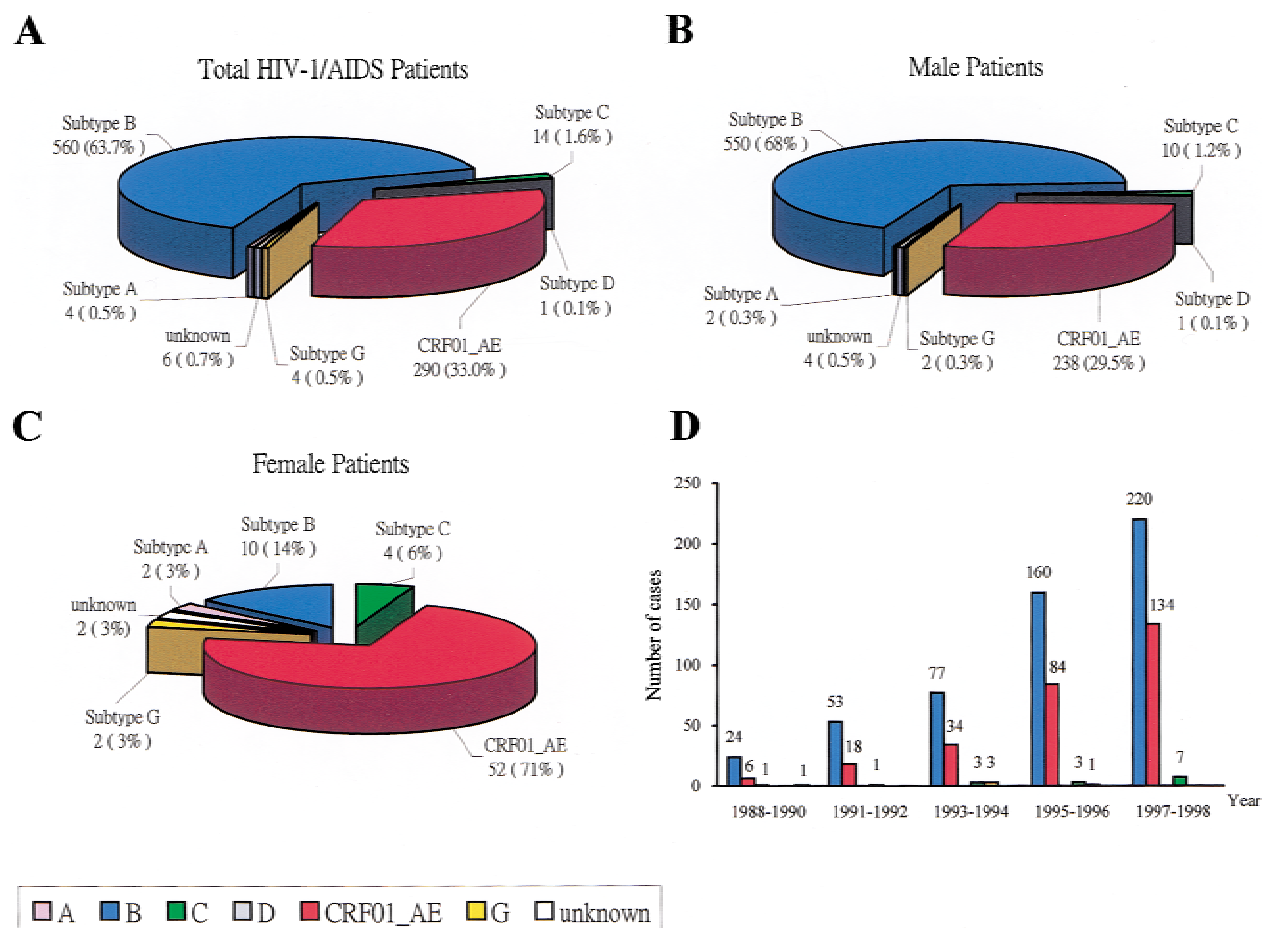 A
Total HIV-1/AIDS Patients
Subtype B
560 (63.7%)
Subtype C
14 ( 1.6% )
Subtype A
4 ( 0.5% )
unknown
6 ( 0.7% )
Subtype G
4 ( 0.5% )
CRF01_AE
290 (33.0%)
Subtype D
1 ( 0.1% )
B
Male Patients
Subtype B
550 ( 68% )
Subtype C
10 ( 1.2% )
Subtype A
2 ( 0.3% )
unknown
4 ( 0.5% )
Subtype G
2 ( 0.3% )
CRF01_AE
238 (29.5%)
Subtype D
1 ( 0.1% )
C
Female Patients
Subtype B
10 ( 14% )
Subtype C
4 ( 6% )
Subtype A
2 ( 3% )
unknown
2 ( 3%)
Subtype G
2 ( 3% )
CRF01_AE
52 ( 71% )
D
Number of cases
250
200
150
100
50
0
24
6
1
1
53
18
1
77
34
3 3
160
84
3
1
220
134
7
1988-1990
1991-1992
1993-1994
1995-1996
1997-1998
Year
A
B
C
D
CRF01_AE
G
unknown